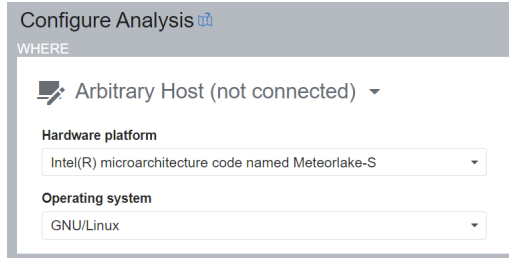 Configure Analysis
WHERE
Arbitrary Host (not connected)
Hardware platform
Intel(R) microarchitecture code named Meteorlake-S
Operating system
GNU/Linux